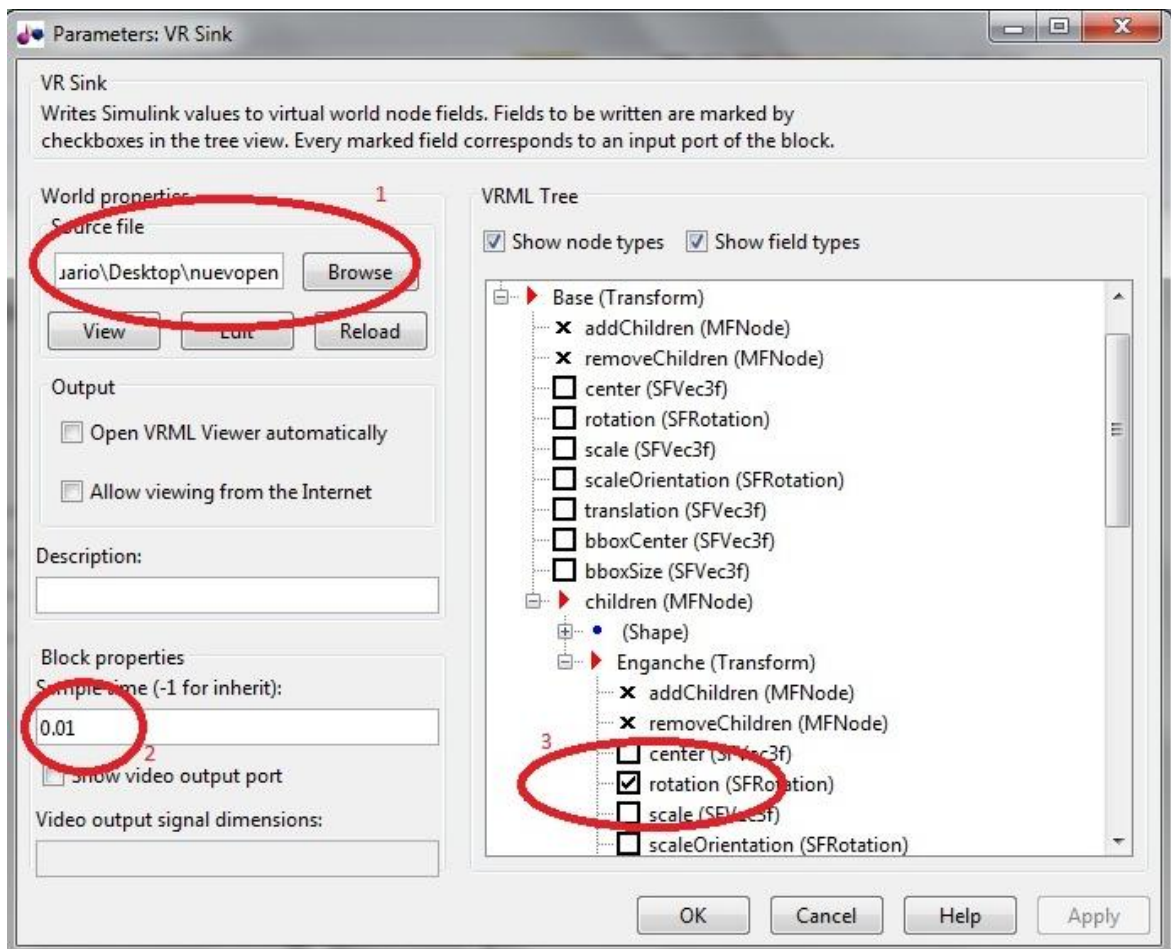 Parameters: VR Sink
VR Sink
Writes Simulink values to virtual world node fields. Fields to be written are marked by
checkboxes in the tree view. Every marked field corresponds to an input port of the block.
World properties
1
Source file
uario\Desktop\nuevopen
Browse
View
Edit
Reload
Output
Open VRML Viewer automatically
Allow viewing from the Internet
Description:
Block properties
Sample time (-1 for inherit):
0.01
2
Show video output port
Video output signal dimensions:
VRML Tree
Show node types
Show field types
Base (Transform)
addChildren (MFNode)
removeChildren (MFNode)
center (SFVec3f)
rotation (SFRotation)
scale (SFVec3f)
scaleOrientation (SFRotation)
translation (SFVec3f)
bboxCenter (SFVec3f)
bboxSize (SFVec3f)
children (MFNode)
(Shape)
Enganche (Transform)
addChildren (MFNode)
removeChildren (MFNode)
3
center (SFVec3f)
rotation (SFRotation)
scale (SFVec3f)
scaleOrientation (SFRotation)
OK
Cancel
Help
Apply